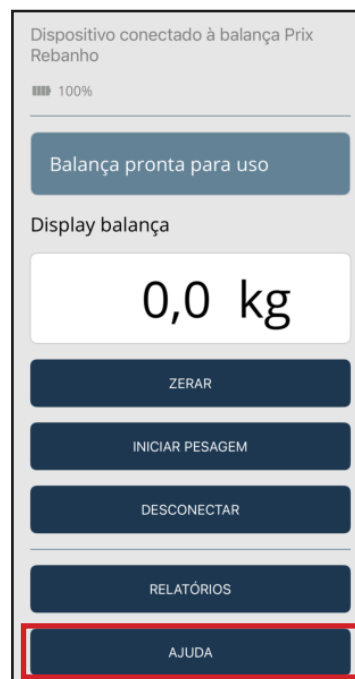 Dispositivo conectado à balança Prix
Rebanho
100%
Balança pronta para uso
Display balança
0,0 kg
ZERAR
INICIAR PESAGEM
DESCONECTAR
RELATÓRIOS
AJUDA